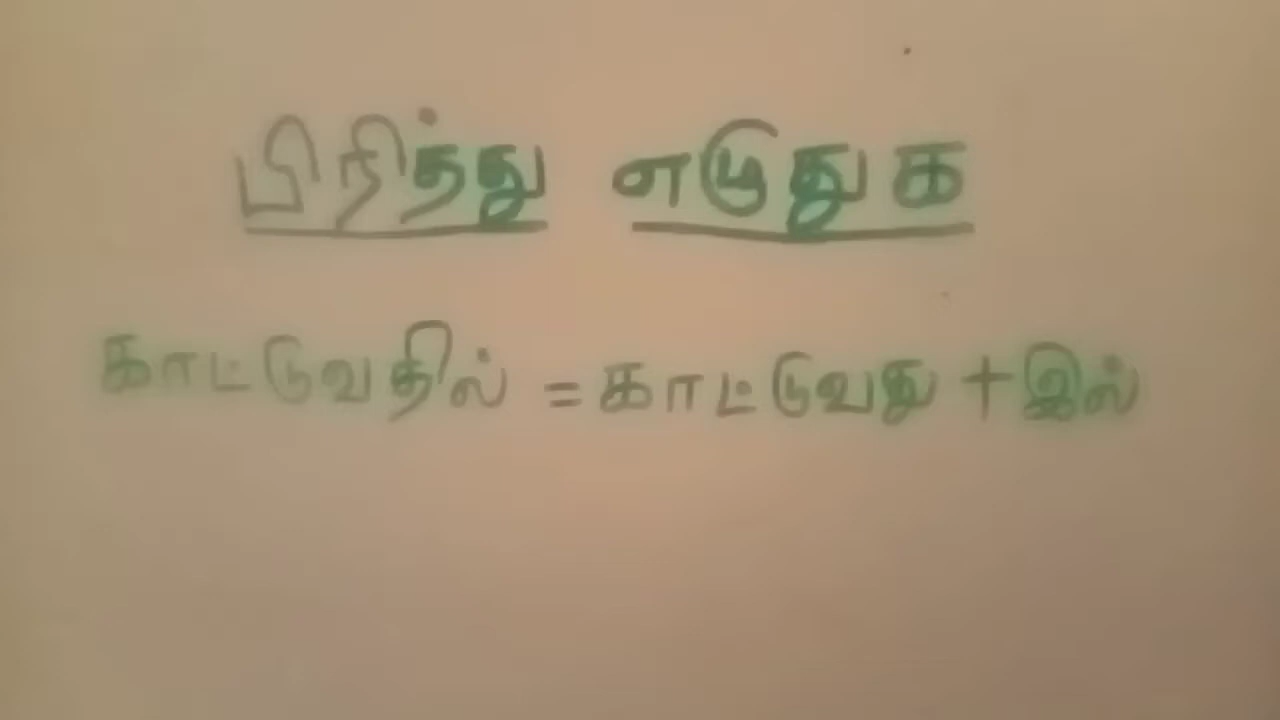 பிரித்து எழுதுக
காட்டுவதில் = காட்டுவது + இல்